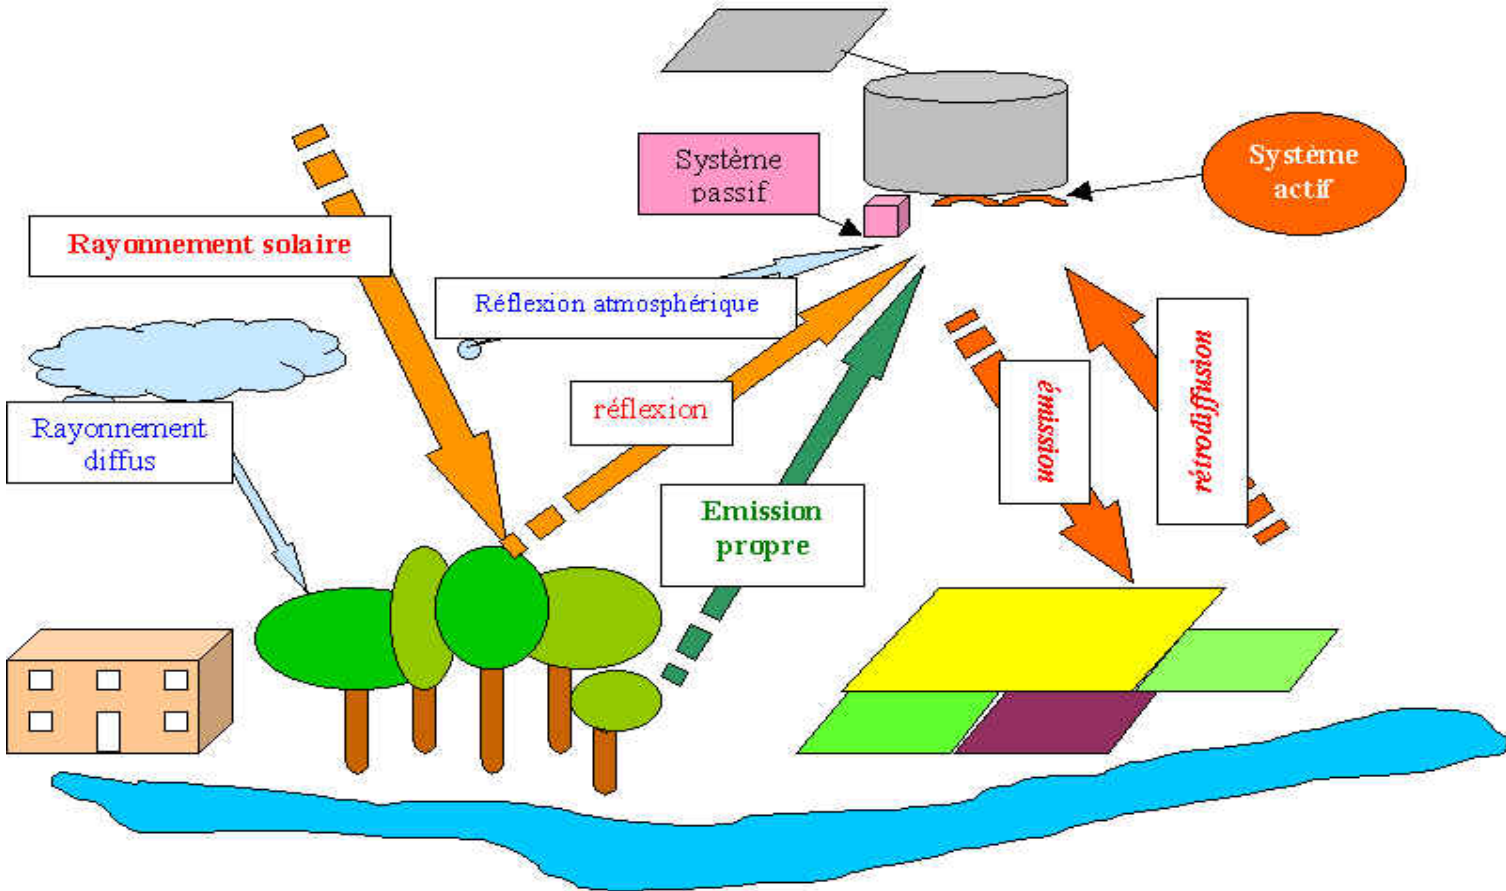 Système
passif
Système
actif
Rayonnement solaire
Réflexion atmosphérique
réflexion
Rayonnement
diffus
Emission
propre
émission
rétrodiffusion